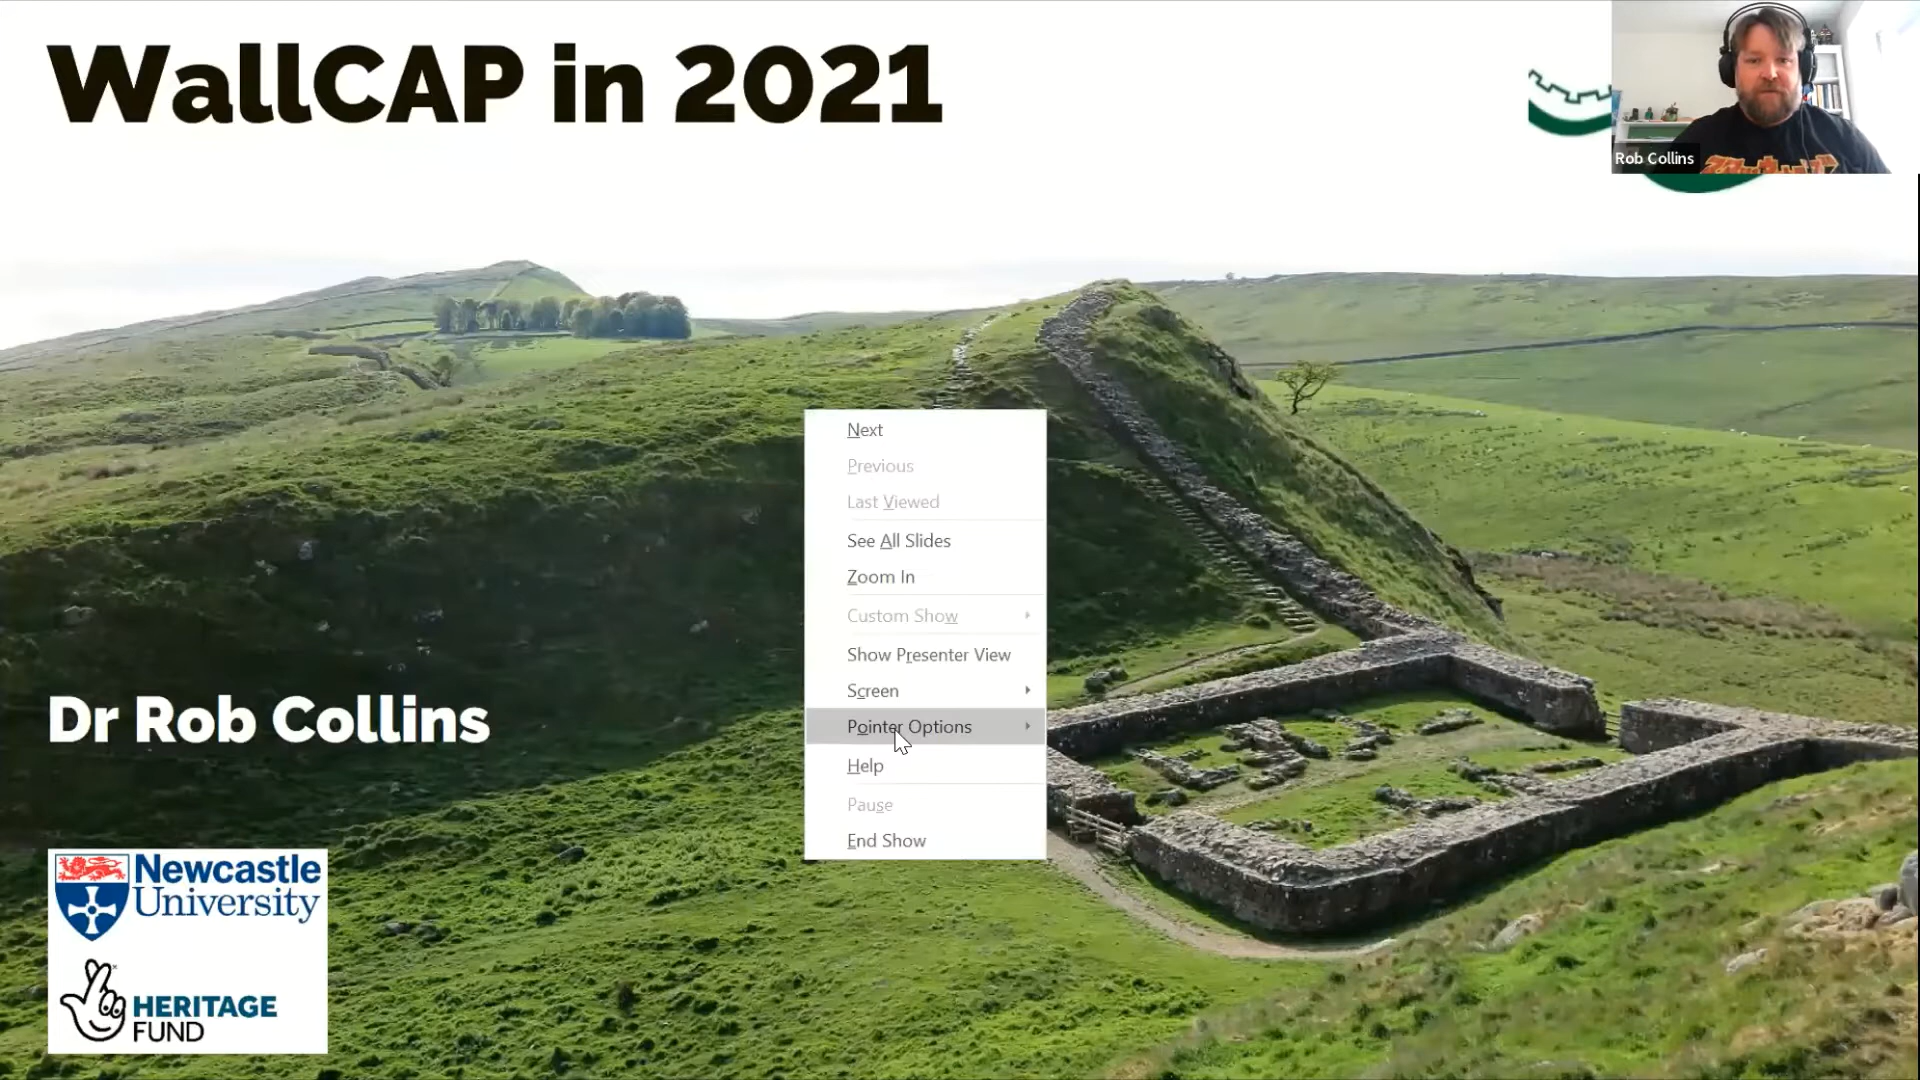 WallCAP in 2021
Rob Collins
Next
Previous
Last Viewed
See All Slides
Zoom In
Custom Show
Show Presenter View
Screen
Pointer Options
Help
Pause
End Show
Dr Rob Collins
Newcastle
University
HERITAGE
FUND